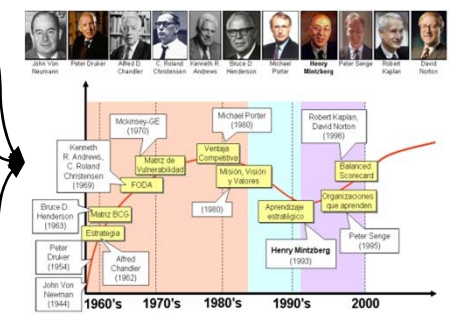 John Von
Neumann
Peter Druker
Alfred D.
Chandler
C. Roland
Christensen
Kenneth R.
Andrews
Bruce D.
Henderson
Michael
Porter
Henry
Mintzberg
Peter Senge
Robert
Kaplan
David
Norton
Michael Porter
(1980)
Robert Kaplan,
David Norton
(1996)
Mckinsey-GE
(1970)
Kenneth
R. Andrews,
C. Roland
Christensen
(1969)
Ventaja
Competitiva
Matriz de
Vulnerabilidad
Balanced
Scorecard
Misión, Visión
y Valores
FODA
Organizaciones
que aprenden
Bruce D.
Henderson
(1963)
Matriz BCG
(1980)
Aprendizaje
estratégico
Estrategia
Peter
Druker
(1954)
Alfred
Chandler
(1962)
Henry Mintzberg
(1993)
Peter Senge
(1995)
John Von
Newman
(1944)
1960's
1970's
1980's
1990's
2000